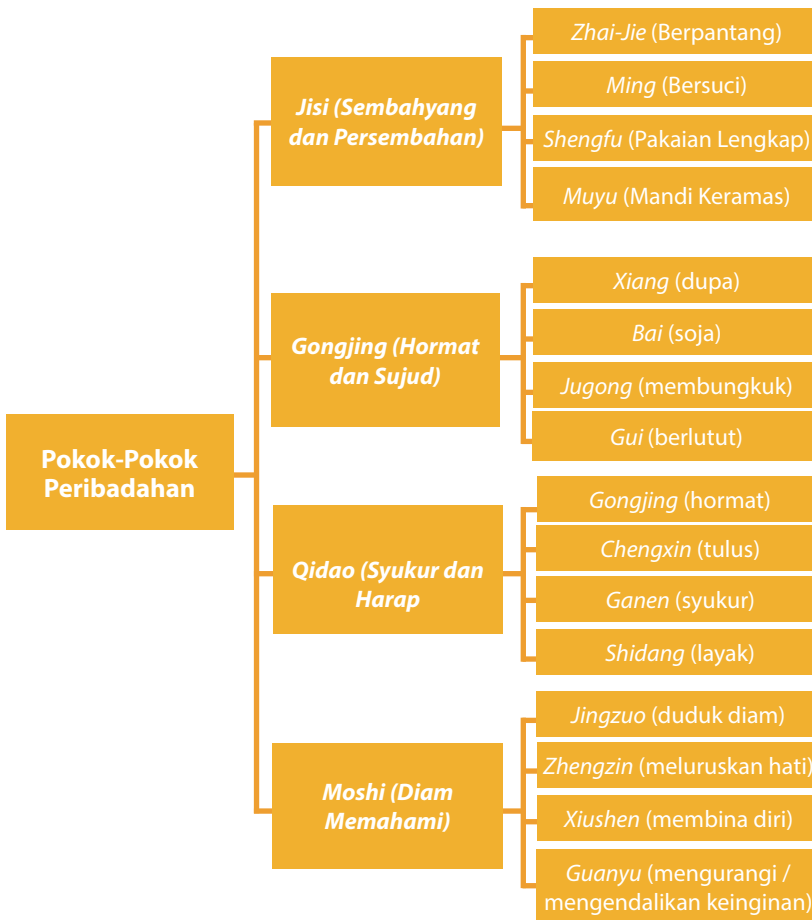 Pokok-Pokok
Peribadahan
Jisi (Sembahyang
dan Persembahan)
Zhai-Jie (Berpantang)
Ming (Bersuci)
Shengfu (Pakaian Lengkap)
Muyu (Mandi Keramas)
Gongjing (Hormat
dan Sujud)
Xiang (dupa)
Bai (soja)
Jugong (membungkuk)
Gui (berlutut)
Qidao (Syukur dan
Harap
Gongjing (hormat)
Chengxin (tulus)
Ganen (syukur)
Shidang (layak)
Moshi (Diam
Memahami)
Jingzuo (duduk diam)
Zhengzin (meluruskan hati)
Xiushen (membina diri)
Guanyu (mengurangi /
mengendalikan keinginan)